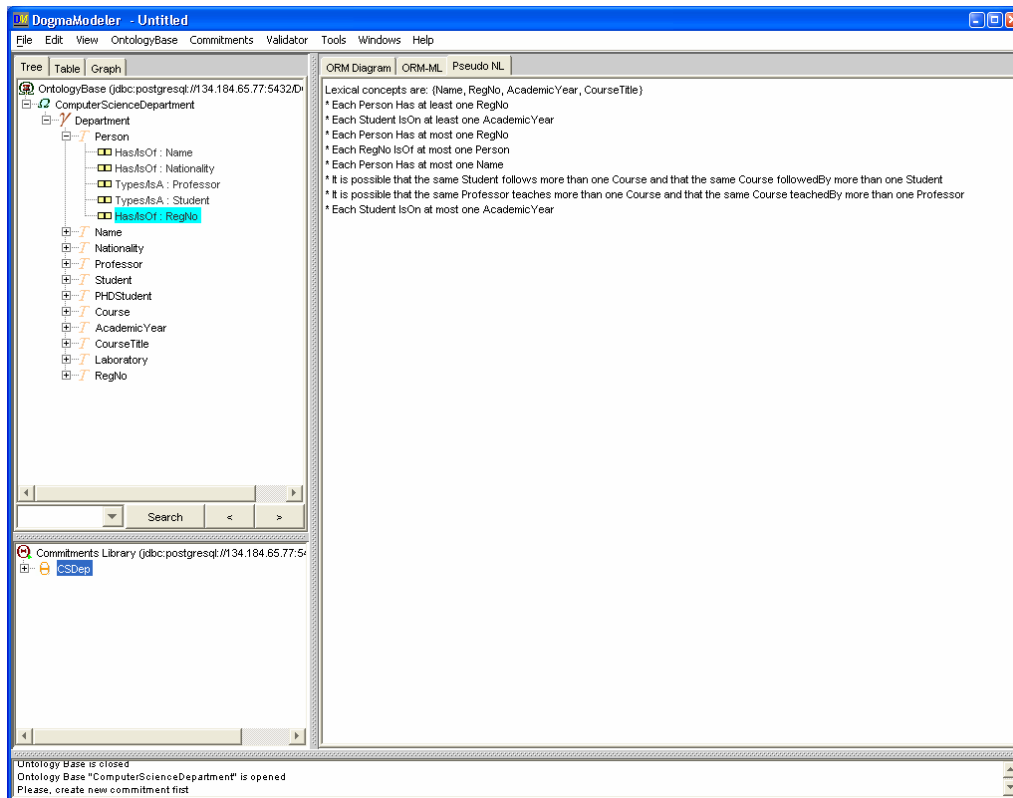 DogmaModeler - Untitled
File Edit View OntologyBase Commitments Validator Tools Windows Help
Tree Table Graph
OntologyBase (jdbc:postgresql://134.184.65.77:5432/D
ComputerScienceDepartment
Department
Person
Has/IsOf : Name
Has/IsOf : Nationality
Types/IsA : Professor
Types/IsA : Student
Has/IsOf : RegNo
Name
Nationality
Professor
Student
PHDStudent
Course
AcademicYear
CourseTitle
Laboratory
RegNo
Search < >
Commitments Library (jdbc:postgresql://134.184.65.77:54
CSDep
ORM Diagram ORM-ML Pseudo NL
Lexical concepts are: {Name, RegNo, AcademicYear, CourseTitle}
* Each Person Has at least one RegNo
* Each Student IsOn at least one AcademicYear
* Each Person Has at most one RegNo
* Each RegNo IsOf at most one Person
* Each Person Has at most one Name
* It is possible that the same Student follows more than one Course and that the same Course followedBy more than one Student
* It is possible that the same Professor teaches more than one Course and that the same Course teachedBy more than one Professor
* Each Student IsOn at most one AcademicYear
Ontology Base is closed
Ontology Base "ComputerScienceDepartment" is opened
Please, create new commitment first